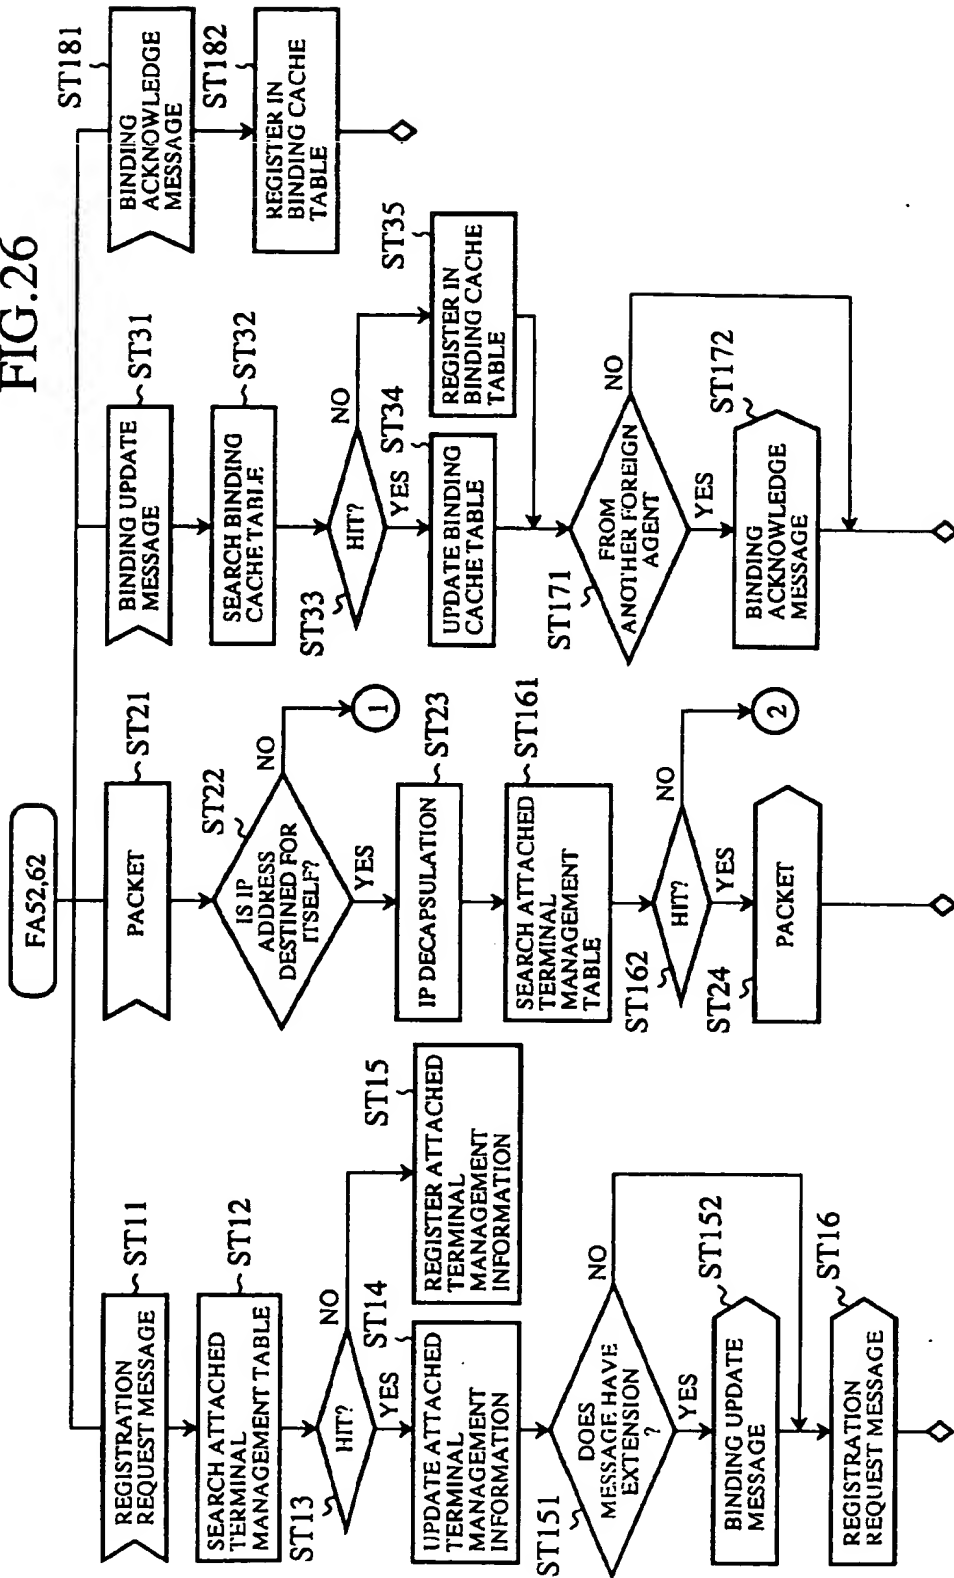 FIG.26
FA52,62
ST11
REGISTRATION
REQUEST MESSAGE
ST12
SEARCH ATTACHED
TERMINAL
MANAGEMENT TABLE
ST13
HIT?
NO
YES
ST14
UPDATE ATTACHED
TERMINAL
MANAGEMENT
INFORMATION
ST15
REGISTER ATTACHED
TERMINAL
MANAGEMENT
INFORMATION
ST151
DOES
MESSAGE HAVE
EXTENSION
?
NO
YES
ST152
BINDING UPDATE
MESSAGE
ST16
REGISTRATION
REQUEST MESSAGE
ST21
PACKET
ST22
IS IP
ADDRESS
DESTINED FOR
ITSELF?
NO
1
YES
ST23
IP DECAPSULATION
ST161
SEARCH ATTACHED
TERMINAL
MANAGEMENT
TABLE
ST162
HIT?
NO
2
YES
ST24
PACKET
ST31
BINDING UPDATE
MESSAGE
ST32
SEARCH BINDING
CACHE TABLE
ST33
HIT?
NO
YES
ST34
UPDATE BINDING
CACHE TABLE
ST35
REGISTER IN
BINDING CACHE
TABLE
ST171
FROM
ANOTHER FOREIGN
AGENT
NO
YES
ST172
BINDING
ACKNOWLEDGE
MESSAGE
ST181
BINDING
ACKNOWLEDGE
MESSAGE
ST182
REGISTER IN
BINDING CACHE
TABLE